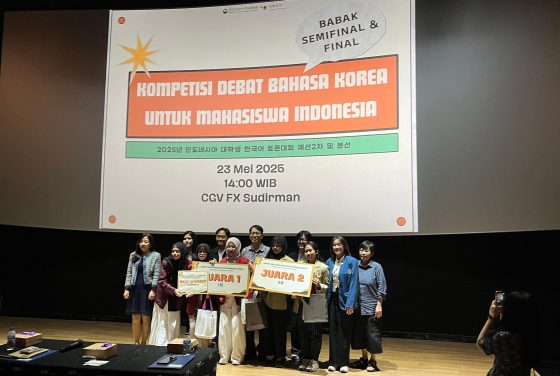 BABAK
SEMIFINAL &
FINAL
KOMPETISI DEBAT BAHASA KOREA
UNTUK MAHASISWA INDONESIA
2025년 인도네시아 대학생 한국어 토론대회 예선2차 및 본선
23 Mei 2025
14:00 WIB
CGV FX Sudirman
JUARA 1
JUARA 2